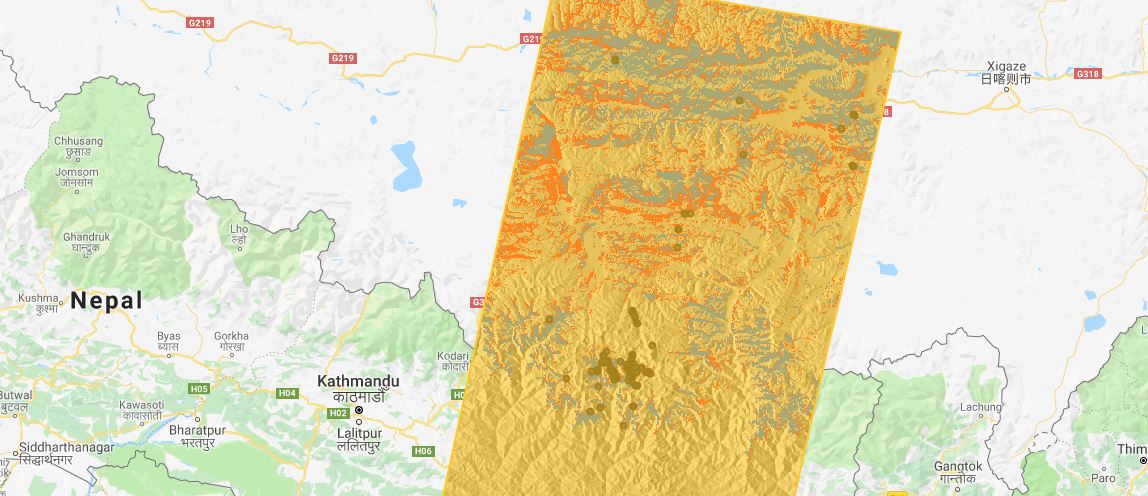 G219
G219
G219
Xigaze
日喀则市
G318
Chhusang
छुसाङ
Jomsom
जोमसोम
Lho
ल्हो
Ghandruk
घान्द्रुक
Kushma
कुश्मा
Nepal
Byas
ब्यास
Gorkha
गोरखा
Kodari
कोदारी
Kathmandu
काठमाडौं
H05
H04
H02
Butwal
बुटवल
Kawasoti
कावासोती
Bharatpur
भरतपुर
Lalitpur
ललितपुर
H06
Siddharthanagar
सिद्धार्थनगर
Lachung
Gangtok
गान्तोक
Thim
Paro